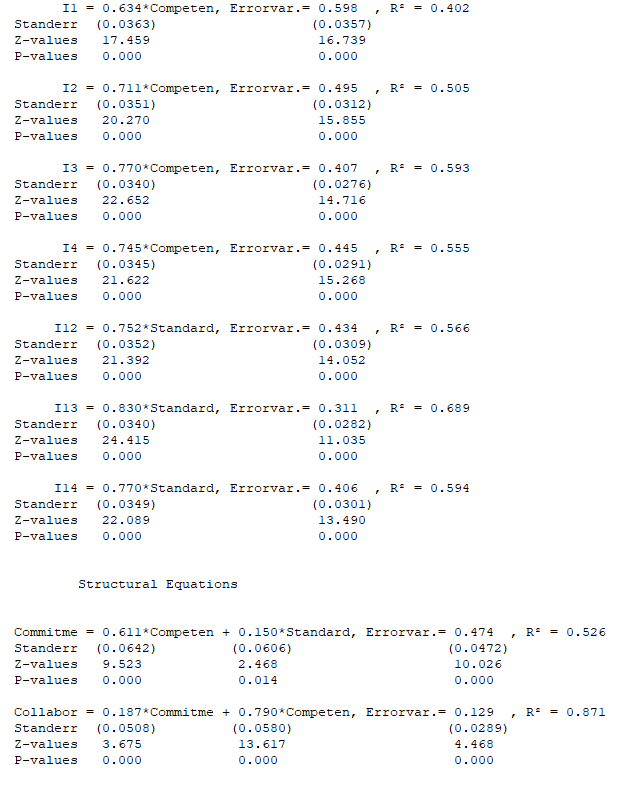 I1 = 0.634*Competen, Errorvar.= 0.598 , R² = 0.402
Standerr (0.0363) (0.0357)
Z-values 17.459 16.739
P-values 0.000 0.000
I2 = 0.711*Competen, Errorvar.= 0.495 , R² = 0.505
Standerr (0.0351) (0.0312)
Z-values 20.270 15.855
P-values 0.000 0.000
I3 = 0.770*Competen, Errorvar.= 0.407 , R² = 0.593
Standerr (0.0340) (0.0276)
Z-values 22.652 14.716
P-values 0.000 0.000
I4 = 0.745*Competen, Errorvar.= 0.445 , R² = 0.555
Standerr (0.0345) (0.0291)
Z-values 21.622 15.268
P-values 0.000 0.000
I12 = 0.752*Standard, Errorvar.= 0.434 , R² = 0.566
Standerr (0.0352) (0.0309)
Z-values 21.392 14.052
P-values 0.000 0.000
I13 = 0.830*Standard, Errorvar.= 0.311 , R² = 0.689
Standerr (0.0340) (0.0282)
Z-values 24.415 11.035
P-values 0.000 0.000
I14 = 0.770*Standard, Errorvar.= 0.406 , R² = 0.594
Standerr (0.0349) (0.0301)
Z-values 22.089 13.490
P-values 0.000 0.000
Structural Equations
Commitme = 0.611*Competen + 0.150*Standard, Errorvar.= 0.474 , R² = 0.526
Standerr (0.0642) (0.0606) (0.0472)
Z-values 9.523 2.468 10.026
P-values 0.000 0.014 0.000
Collabor = 0.187*Commitme + 0.790*Competen, Errorvar.= 0.129 , R² = 0.871
Standerr (0.0508) (0.0580) (0.0289)
Z-values 3.675 13.617 4.468
P-values 0.000 0.000 0.000